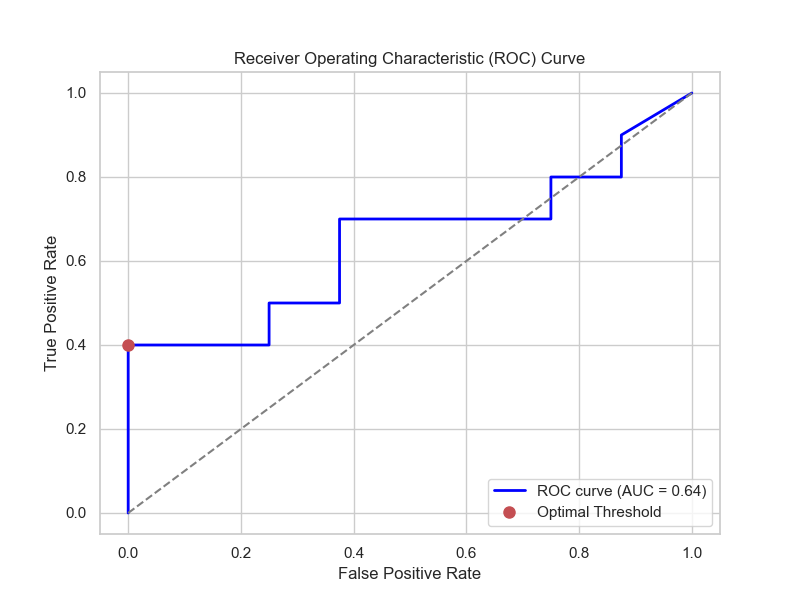 Receiver Operating Characteristic (ROC) Curve
True Positive Rate
1.0
0.8
0.6
0.4
0.2
0.0
ROC curve (AUC = 0.64)
Optimal Threshold
0.0 0.2 0.4 0.6 0.8 1.0
False Positive Rate